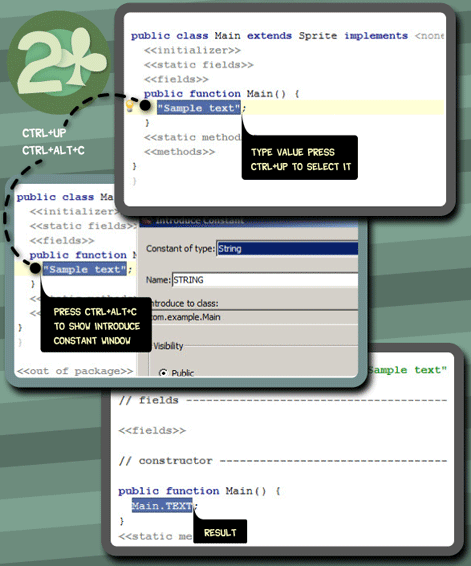 2
CTRL+UP
CTRL+ALT+C
public class Main extends Sprite implements <none
<<initializer>>
<<static fields>>
<<fields>>
public function Main() {
"Sample text";
}
<<static method
<<methods>>
}
}
TYPE VALUE PRESS
CTRL+UP TO SELECT IT
public class Mai
<<initializer>
<<static field
<<fields>>
public function M
"Sample text";
}
}
}
<<out of package>>
PRESS CTRL+ALT+C
TO SHOW INTRODUCE
CONSTANT WINDOW
Introduce Constant
Constant of type: String
Name: STRING
Introduce to class:
com.example.Main
Visibility
Public
Sample text"
// fields ---------------------------------------
<<fields>>
// constructor ----------------------------------
public function Main() {
Main.TEXT;
}
<<static me
RESULT